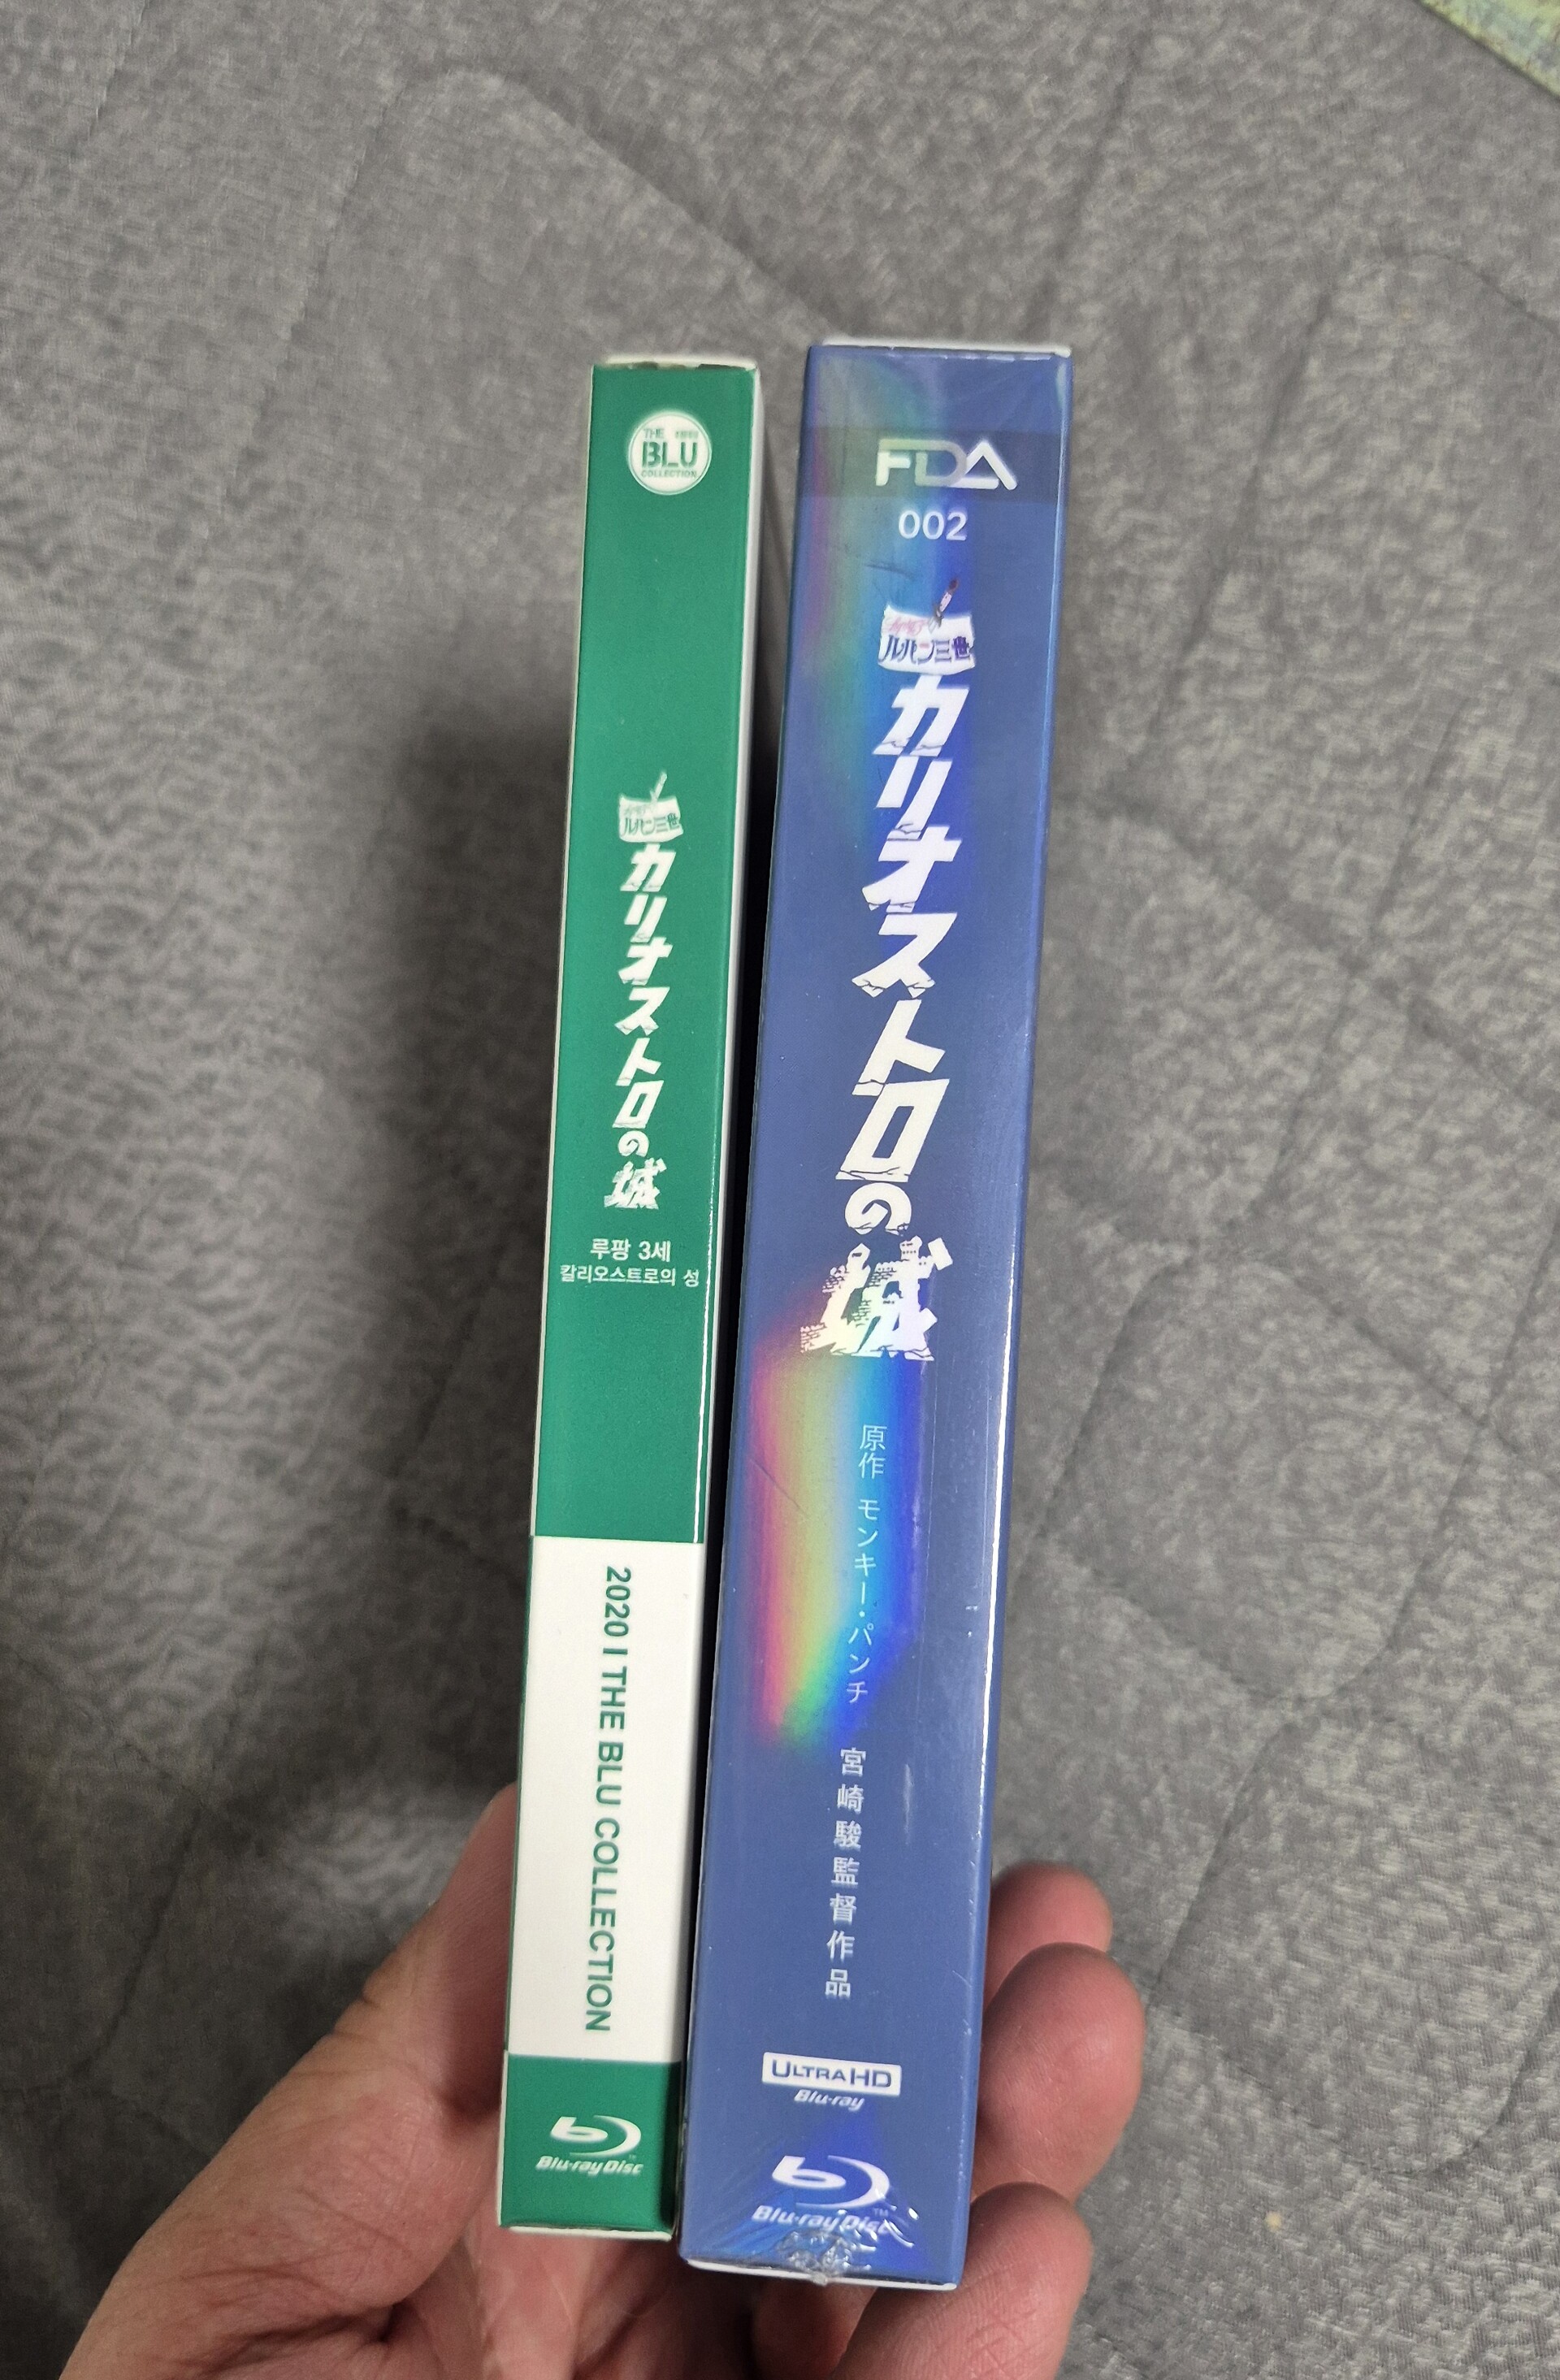 THE
BLU
COLLECTION
ルパン三世
カリオストロの城
루팡 3세
칼리오스트로의 성
2020 I THE BLU COLLECTION
Blu-ray Disc
FDA
002
ルパン三世
カリオストロの城
原作 モンキー・パンチ 宮崎駿監督作品
ULTRA HD
Blu-ray
Blu-ray Disc™